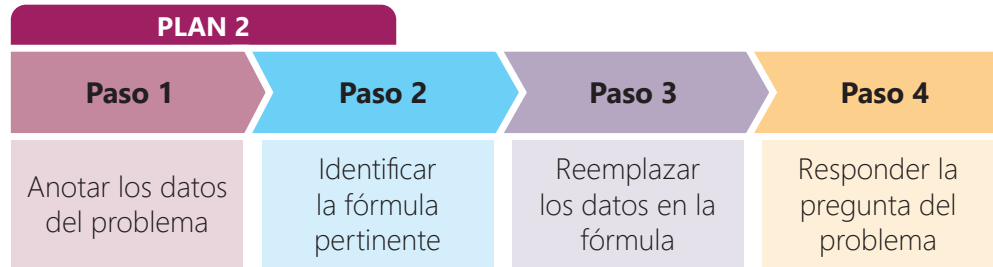 PLAN 2
Paso 1
Paso 2
Paso 3
Paso 4
Anotar los datos
del problema
Identificar
la fórmula
pertinente
Reemplazar
los datos en la
fórmula
Responder la
pregunta del
problema